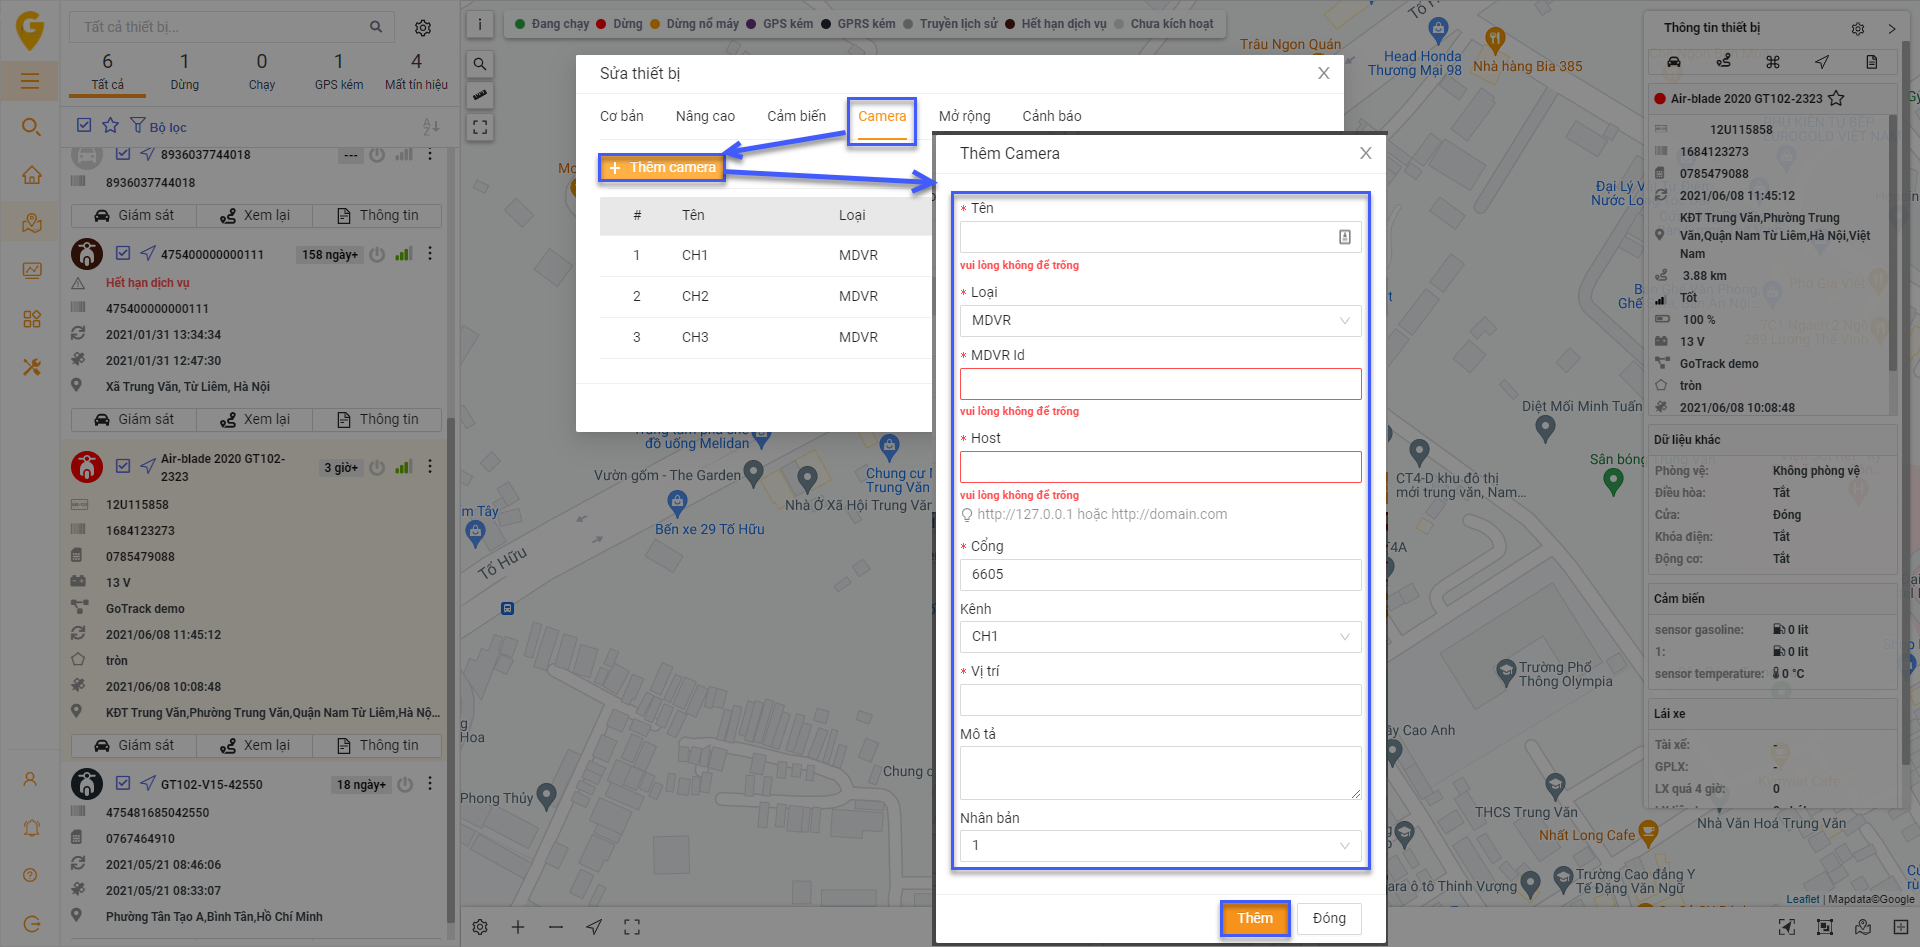 Tất cả thiết bị...
6
1
0
1
4
Tất cả
Dừng
Chạy
GPS kém
Mất tín hiệu
Bộ lọc
8936037744018
---
8936037744018
Giám sát
Xem lại
Thông tin
475400000000111
158 ngày+
Hết hạn dịch vụ
475400000000111
2021/01/31 13:34:34
2021/01/31 12:47:30
Xã Trung Văn, Từ Liêm, Hà Nội
Giám sát
Xem lại
Thông tin
Air-blade 2020 GT102-
2323
3 giờ+
12U115858
1684123273
0785479088
13 V
GoTrack demo
2021/06/08 11:45:12
tròn
2021/06/08 10:08:48
KĐT Trung Văn,Phường Trung Văn,Quận Nam Từ Liêm,Hà Nộ...
Giám sát
Xem lại
Thông tin
GT102-V15-42550
18 ngày+
475481685042550
0767464910
2021/05/21 08:46:06
2021/05/21 08:33:07
Phường Tân Tạo A,Bình Tân,Hồ Chí Minh
Đang chạy
Dừng
Dừng nổ máy
GPS kém
GPRS kém
Truyền lịch sử
Hết hạn dịch vụ
Chưa kích hoạt
Trâu Ngon Quán
Head Honda
Thương Mại 98
Nhà hàng Bia 385
Sửa thiết bị
Cơ bản
Nâng cao
Cảm biến
Camera
Mở rộng
Cảnh báo
+ Thêm camera
#
Tên
Loại
1
CH1
MDVR
2
CH2
MDVR
3
CH3
MDVR
Thêm Camera
* Tên
vui lòng không để trống
* Loại
MDVR
* MDVR Id
vui lòng không để trống
* Host
vui lòng không để trống
http://127.0.0.1 hoặc http://domain.com
* Cổng
6605
Kênh
CH1
* Vị trí
Mô tả
Nhân bản
1
Thêm
Đóng
đồ uống Melidan
Vườn gốm - The Garden
Chung cư
Trung Văn
Nhà Ở Xã Hội Trung Văn
m Tây
Bến xe 29 Tố Hữu
Tố Hữu
Hoa
Phong Thủy
Chung c
Diệt Mối Minh Tuấn
CT4-D khu đô thị
mới trung văn, Nam...
Sân bóng
Trường Phổ
Thông Olympia
ầy Cao Anh
THCS Trung Văn
Nhất Long Cafe
Nhà Văn Hoá Trung Văn
ara ô tô Thinh Vượng
Trường Cao đẳng Y
Tế Đặng Văn Ngữ
Leaflet | Mapdata©Google
Thông tin thiết bị
Air-blade 2020 GT102-2323
12U115858
1684123273
0785479088
2021/06/08 11:45:12
KĐT Trung Văn,Phường Trung
Văn,Quận Nam Từ Liêm,Hà Nội,Việt
Nam
3.88 km
Tốt
100 %
13 V
GoTrack demo
tròn
2021/06/08 10:08:48
Dữ liệu khác
Phòng vệ:
Không phòng vệ
Điều hòa:
Tắt
Cửa:
Đóng
Khóa điện:
Tắt
Động cơ:
Tắt
Cảm biến
sensor gasoline:
0 lit
1:
0 lit
sensor temperature:
0 °C
Lái xe
Tài xế:
-
GPLX:
-
LX quá 4 giờ:
0